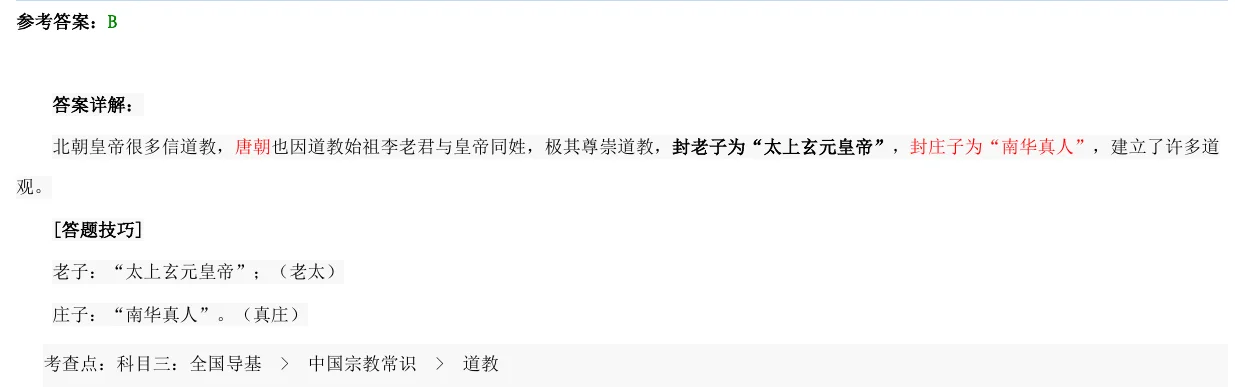 参考答案：B
答案详解：
北朝皇帝很多信道教，唐朝也因道教始祖李老君与皇帝同姓，极其尊崇道教，封老子为“太上玄元皇帝”，封庄子为“南华真人”，建立了许多道
观。
[答题技巧]
老子：“太上玄元皇帝”；（老太）
庄子：“南华真人”。（真庄）
考查点：科目三：全国导基 > 中国宗教常识 > 道教